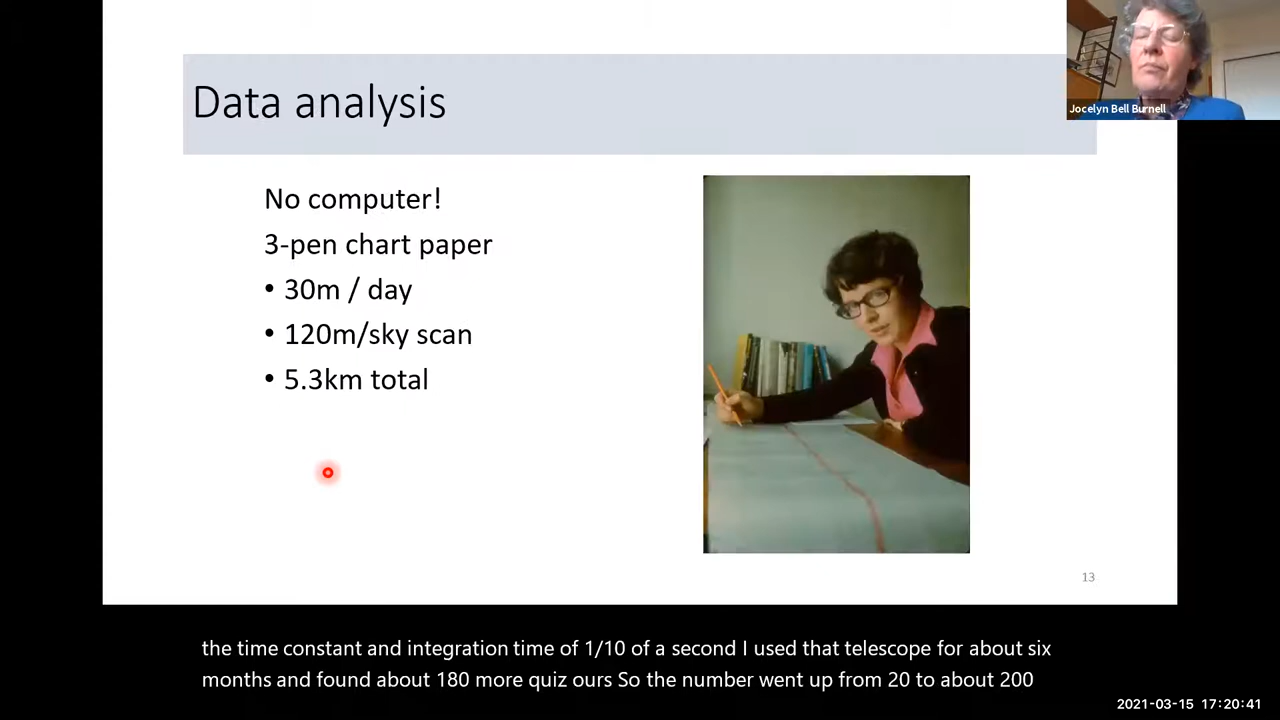 Data analysis
Jocelyn Bell Burnell
No computer!
3-pen chart paper
• 30m / day
• 120m/sky scan
• 5.3km total
13
the time constant and integration time of 1/10 of a second I used that telescope for about six
months and found about 180 more quiz ours So the number went up from 20 to about 200
2021-03-15 17:20:41